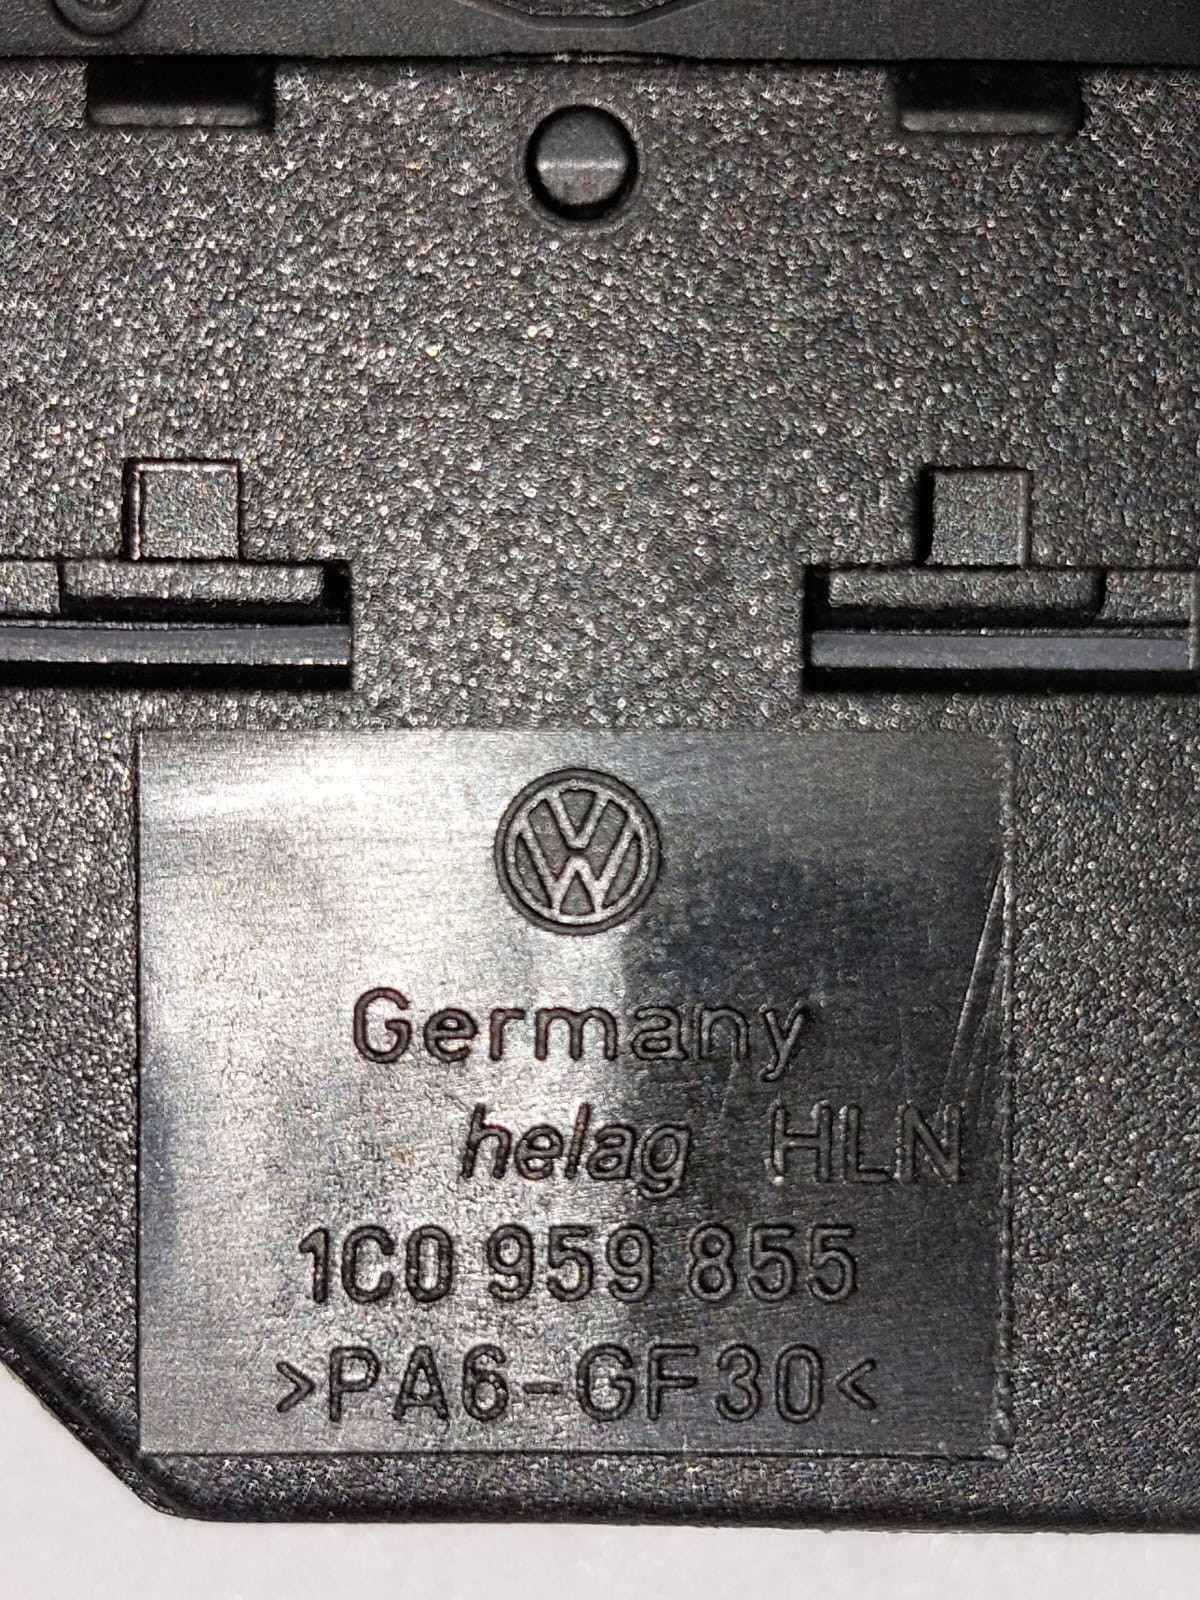 Germany
helag HLN
1C0 959 855
>PA6-GF30<